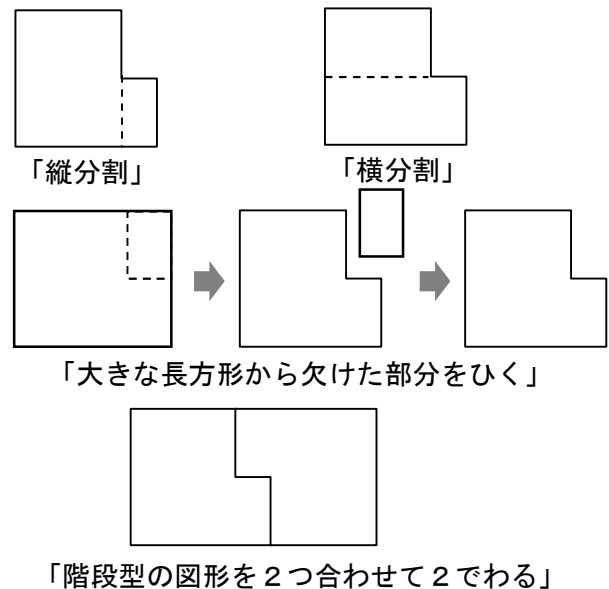 「縦分割」
「横分割」
「大きな長方形から欠けた部分をひく」
「階段型の図形を２つ合わせて２でわる」